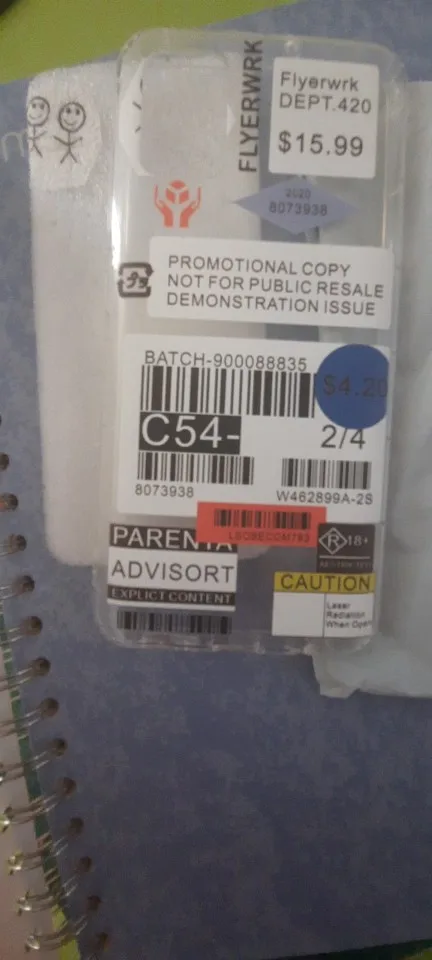 FLYERWRK
Flyerwrk
DEPT.420
$15.99
2020
8073938
PROMOTIONAL COPY
NOT FOR PUBLIC RESALE
DEMONSTRATION ISSUE
BATCH-900088835
$4.20
C54-
2/4
8073938
W462899A-2S
PARENTA
ADVISORT
EXPLICT CONTENT
R 18+
CAUTION
Laser
Radiation
When Open